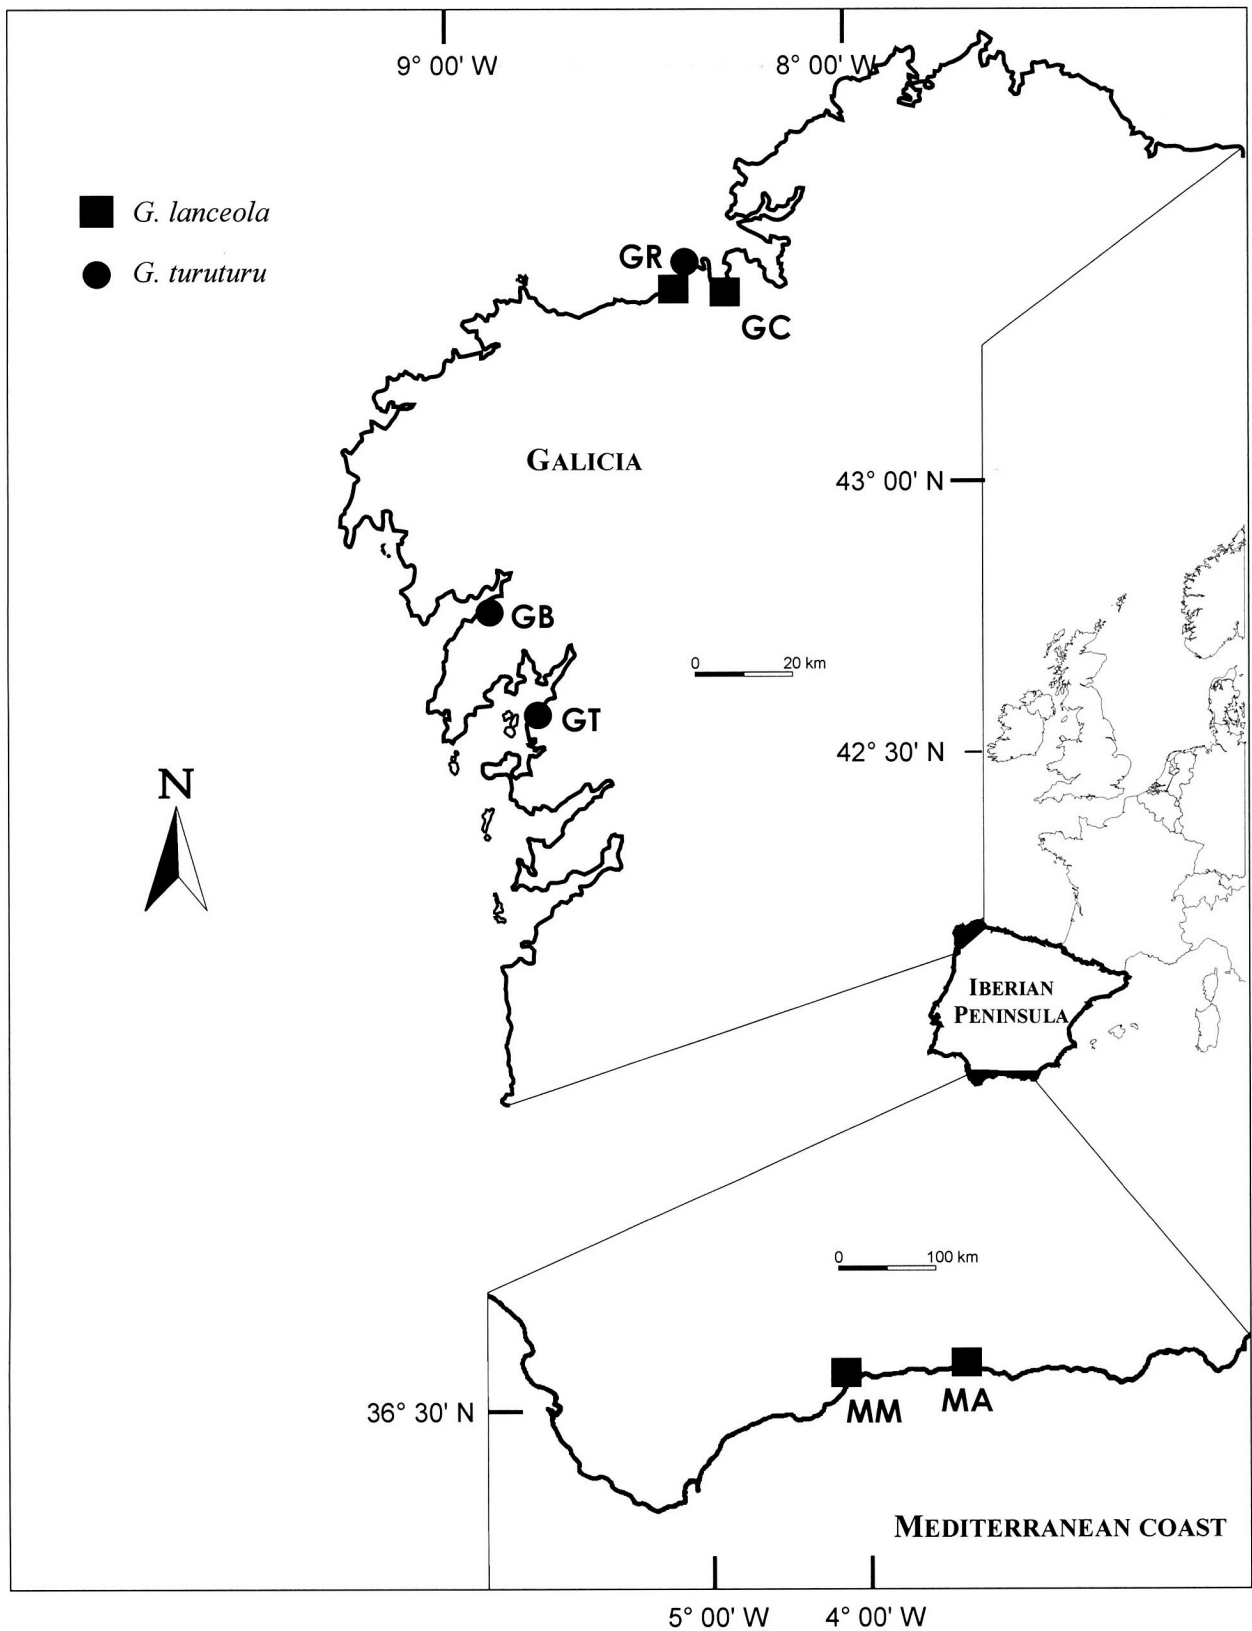 9° 00' W
8° 00' W
G. lanceola
G. turuturu
GR
GC
GALICIA
43° 00' N
GB
0 20 km
GT
42° 30' N
N
IBERIAN
PENINSULA
0 100 km
MM
MA
36° 30' N
MEDITERRANEAN COAST
5° 00' W
4° 00' W